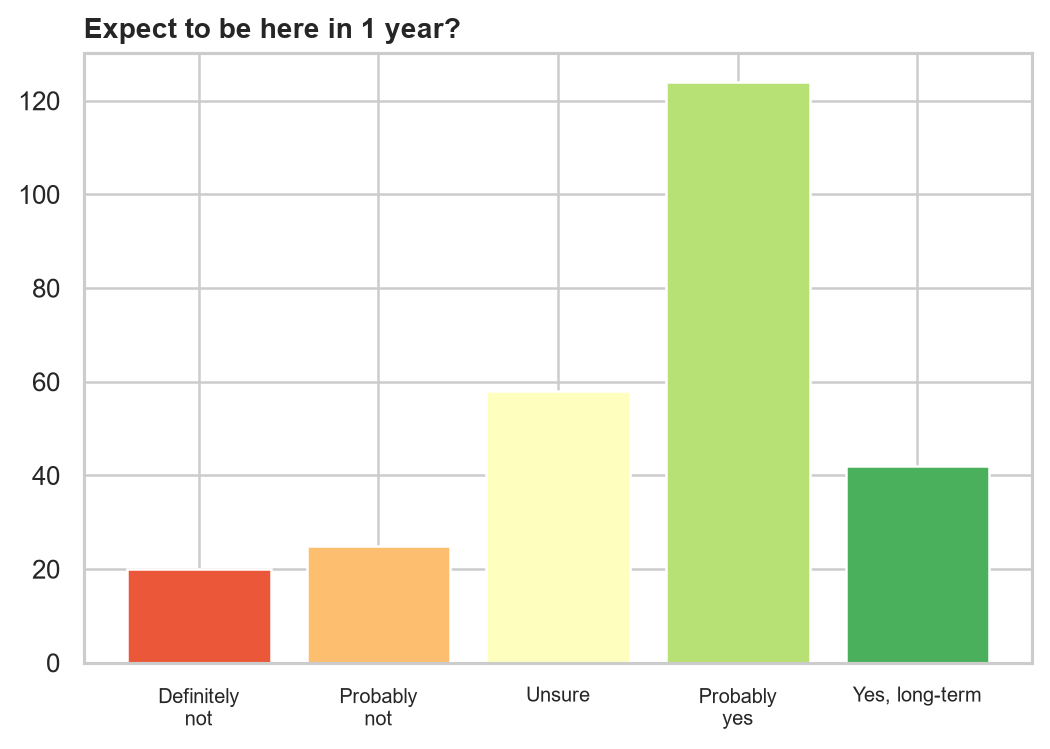 Expect to be here in 1 year?
120
100
80
60
40
20
0
Definitely
not
Probably
not
Unsure
Probably
yes
Yes, long-term